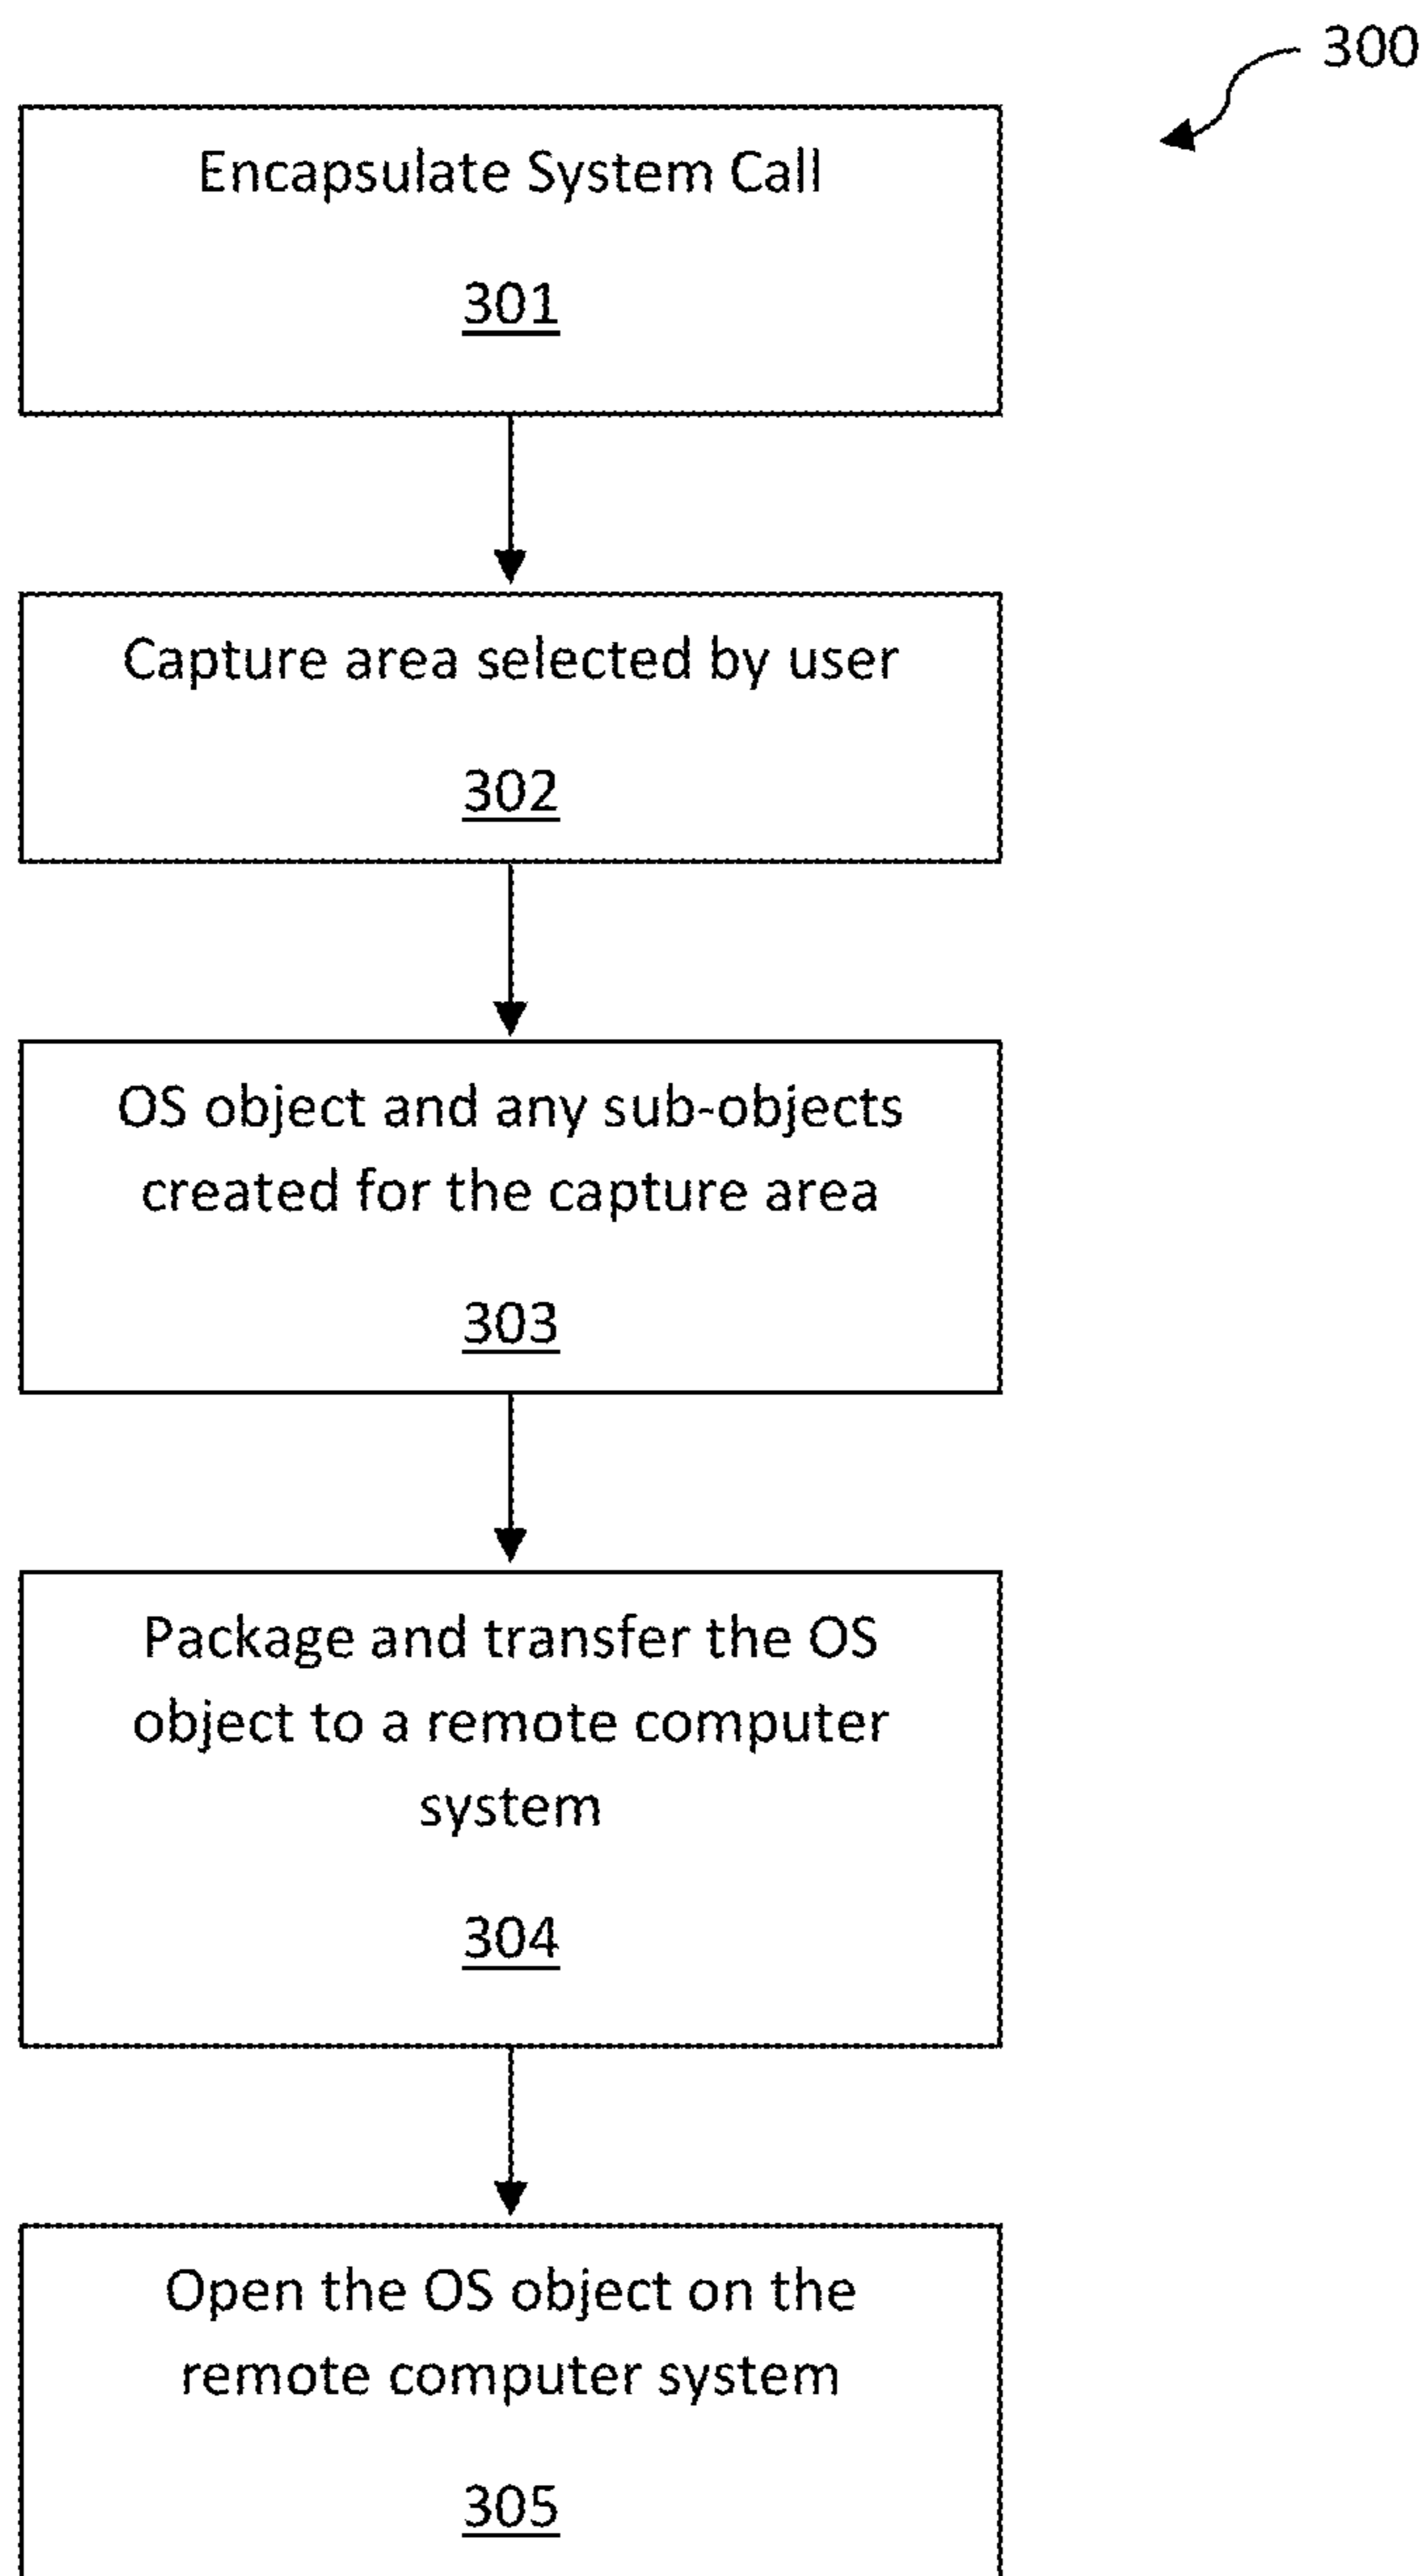 300
Encapsulate System Call
301
Capture area selected by user
302
OS object and any sub-objects
created for the capture area
303
Package and transfer the OS
object to a remote computer
system
304
Open the OS object on the
remote computer system
305